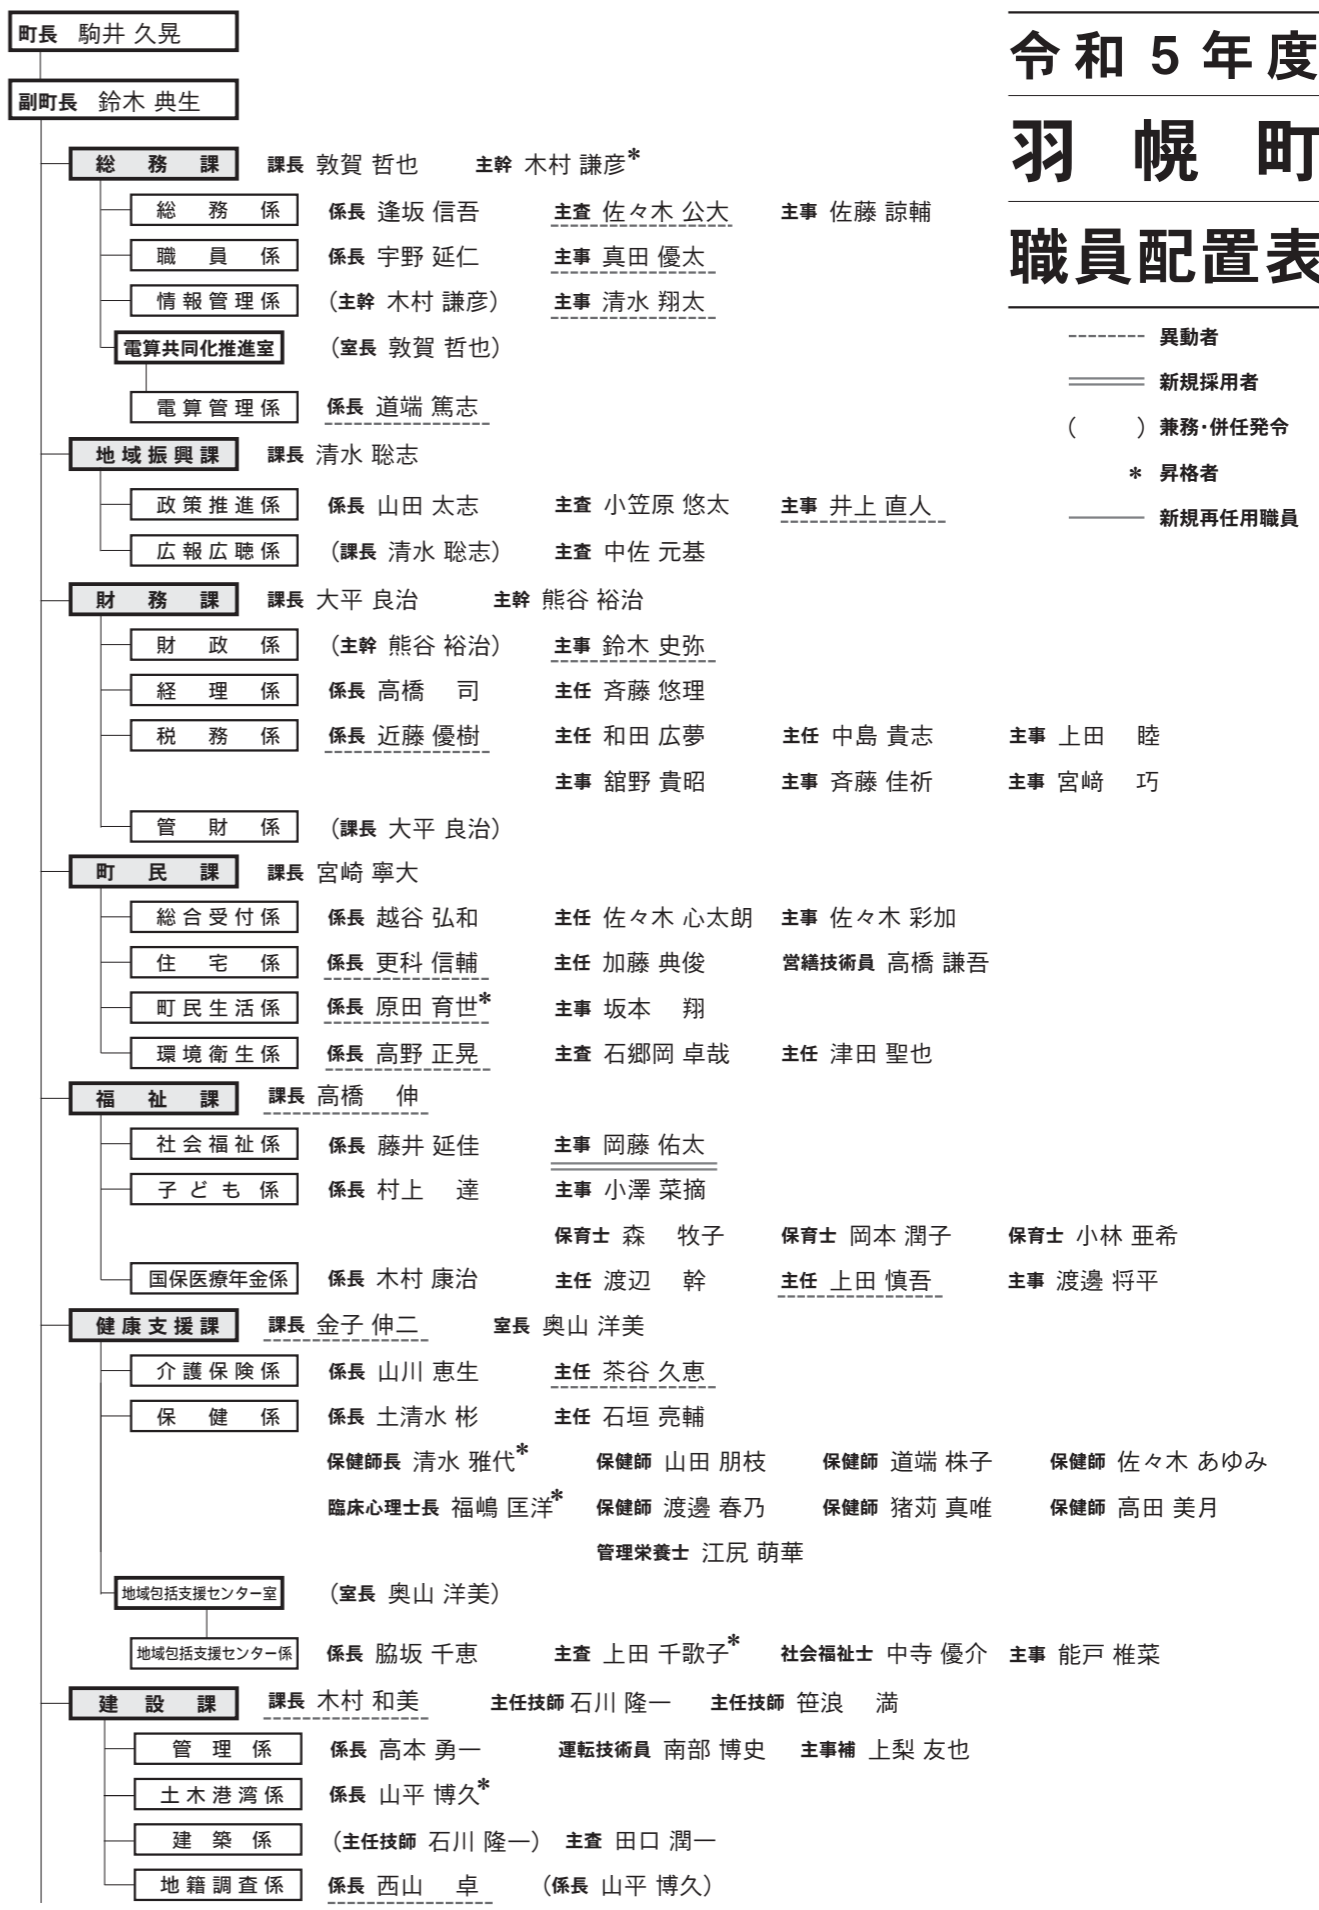 令和5年度
羽幌町
職員配置表
異動者
新規採用者
(　　) 兼務・併任発令
* 昇格者
新規再任用職員
町長 駒井 久晃
副町長 鈴木 典生
総務課 課長 敦賀 哲也 主幹 木村 謙彦*
総務係 係長 逢坂 信吾 主査 佐々木 公大 主事 佐藤 諒輔
職員係 係長 宇野 延仁 主事 真田 優太
情報管理係 (主幹 木村 謙彦) 主事 清水 翔太
電算共同化推進室 (室長 敦賀 哲也)
電算管理係 係長 道端 篤志
地域振興課 課長 清水 聡志
政策推進係 係長 山田 太志 主査 小笠原 悠太 主事 井上 直人
広報広聴係 (課長 清水 聡志) 主査 中佐 元基
財務課 課長 大平 良治 主幹 熊谷 裕治
財政係 (主幹 熊谷 裕治) 主事 鈴木 史弥
経理係 係長 高橋 司 主任 斉藤 悠理
税務係 係長 近藤 優樹 主任 和田 広夢 主任 中島 貴志 主事 上田 睦
主事 舘野 貴昭 主事 斉藤 佳祈 主事 宮﨑 巧
管財係 (課長 大平 良治)
町民課 課長 宮崎 寧大
総合受付係 係長 越谷 弘和 主任 佐々木 心太朗 主事 佐々木 彩加
住宅係 係長 更科 信輔 主任 加藤 典俊 営繕技術員 高橋 謙吾
町民生活係 係長 原田 育世* 主事 坂本 翔
環境衛生係 係長 高野 正晃 主査 石郷岡 卓哉 主任 津田 聖也
福祉課 課長 高橋 伸
社会福祉係 係長 藤井 延佳 主事 岡藤 佑太
子ども係 係長 村上 達 主事 小澤 菜摘
保育士 森 牧子 保育士 岡本 潤子 保育士 小林 亜希
国保医療年金係 係長 木村 康治 主任 渡辺 幹 主任 上田 慎吾 主事 渡邊 将平
健康支援課 課長 金子 伸二 室長 奥山 洋美
介護保険係 係長 山川 恵生 主任 茶谷 久恵
保健係 係長 土清水 彬 主任 石垣 亮輔
保健師長 清水 雅代* 保健師 山田 朋枝 保健師 道端 株子 保健師 佐々木 あゆみ
臨床心理士長 福嶋 匡洋* 保健師 渡邊 春乃 保健師 猪苅 真唯 保健師 高田 美月
管理栄養士 江尻 萌華
地域包括支援センター室 (室長 奥山 洋美)
地域包括支援センター係 係長 脇坂 千恵 主査 上田 千歌子* 社会福祉士 中寺 優介 主事 能戸 椎菜
建設課 課長 木村 和美 主任技師 石川 隆一 主任技師 笹浪 満
管理係 係長 高本 勇一 運転技術員 南部 博史 主事補 上梨 友也
土木港湾係 係長 山平 博久*
建築係 (主任技師 石川 隆一) 主査 田口 潤一
地籍調査係 係長 西山 卓 (係長 山平 博久)